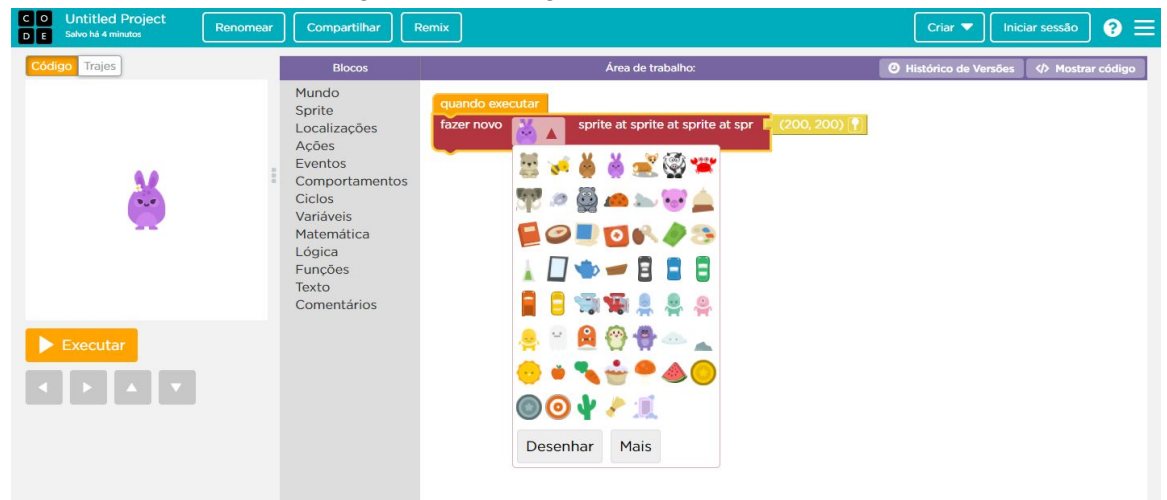 CODE
Untitled Project
Salvo há 4 minutos
Renomear
Compartilhar
Remix
Criar
Iniciar sessão
?
Código
Trajes
Blocos
Área de trabalho:
Histórico de Versões
</> Mostrar código
Mundo
Sprite
Localizações
Ações
Eventos
Comportamentos
Ciclos
Variáveis
Matemática
Lógica
Funções
Texto
Comentários
quando executar
fazer novo sprite at sprite at sprite at spr (200, 200)
Desenhar
Mais
Executar